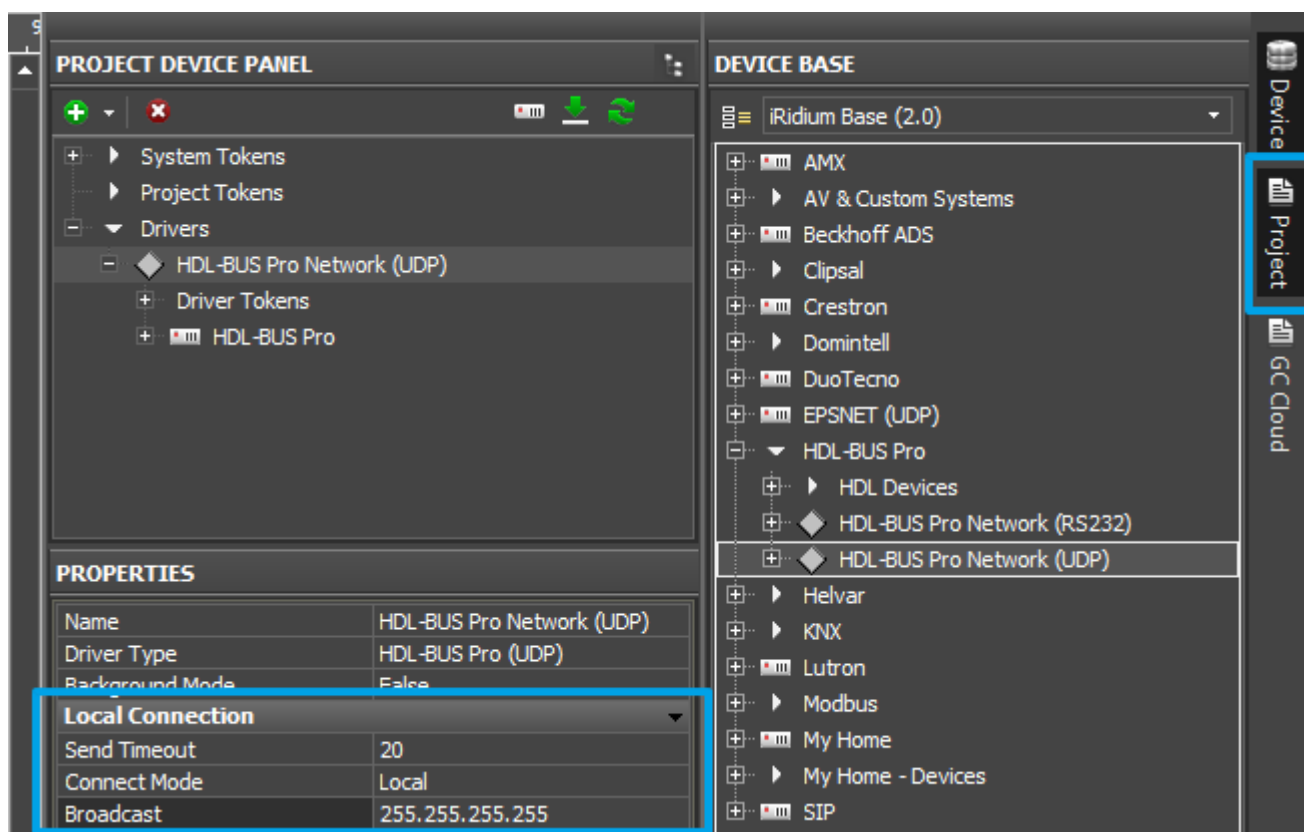 9
PROJECT DEVICE PANEL
System Tokens
Project Tokens
Drivers
HDL-BUS Pro Network (UDP)
Driver Tokens
HDL-BUS Pro
PROPERTIES
Name HDL-BUS Pro Network (UDP)
Driver Type HDL-BUS Pro (UDP)
Background Mode False
Local Connection
Send Timeout 20
Connect Mode Local
Broadcast 255.255.255.255
DEVICE BASE
iRidium Base (2.0)
AMX
AV & Custom Systems
Beckhoff ADS
Clipsal
Crestron
Domintell
DuoTecno
EPSNET (UDP)
HDL-BUS Pro
HDL Devices
HDL-BUS Pro Network (RS232)
HDL-BUS Pro Network (UDP)
Helvar
KNX
Lutron
Modbus
My Home
My Home - Devices
SIP
Device
Project
GC Cloud